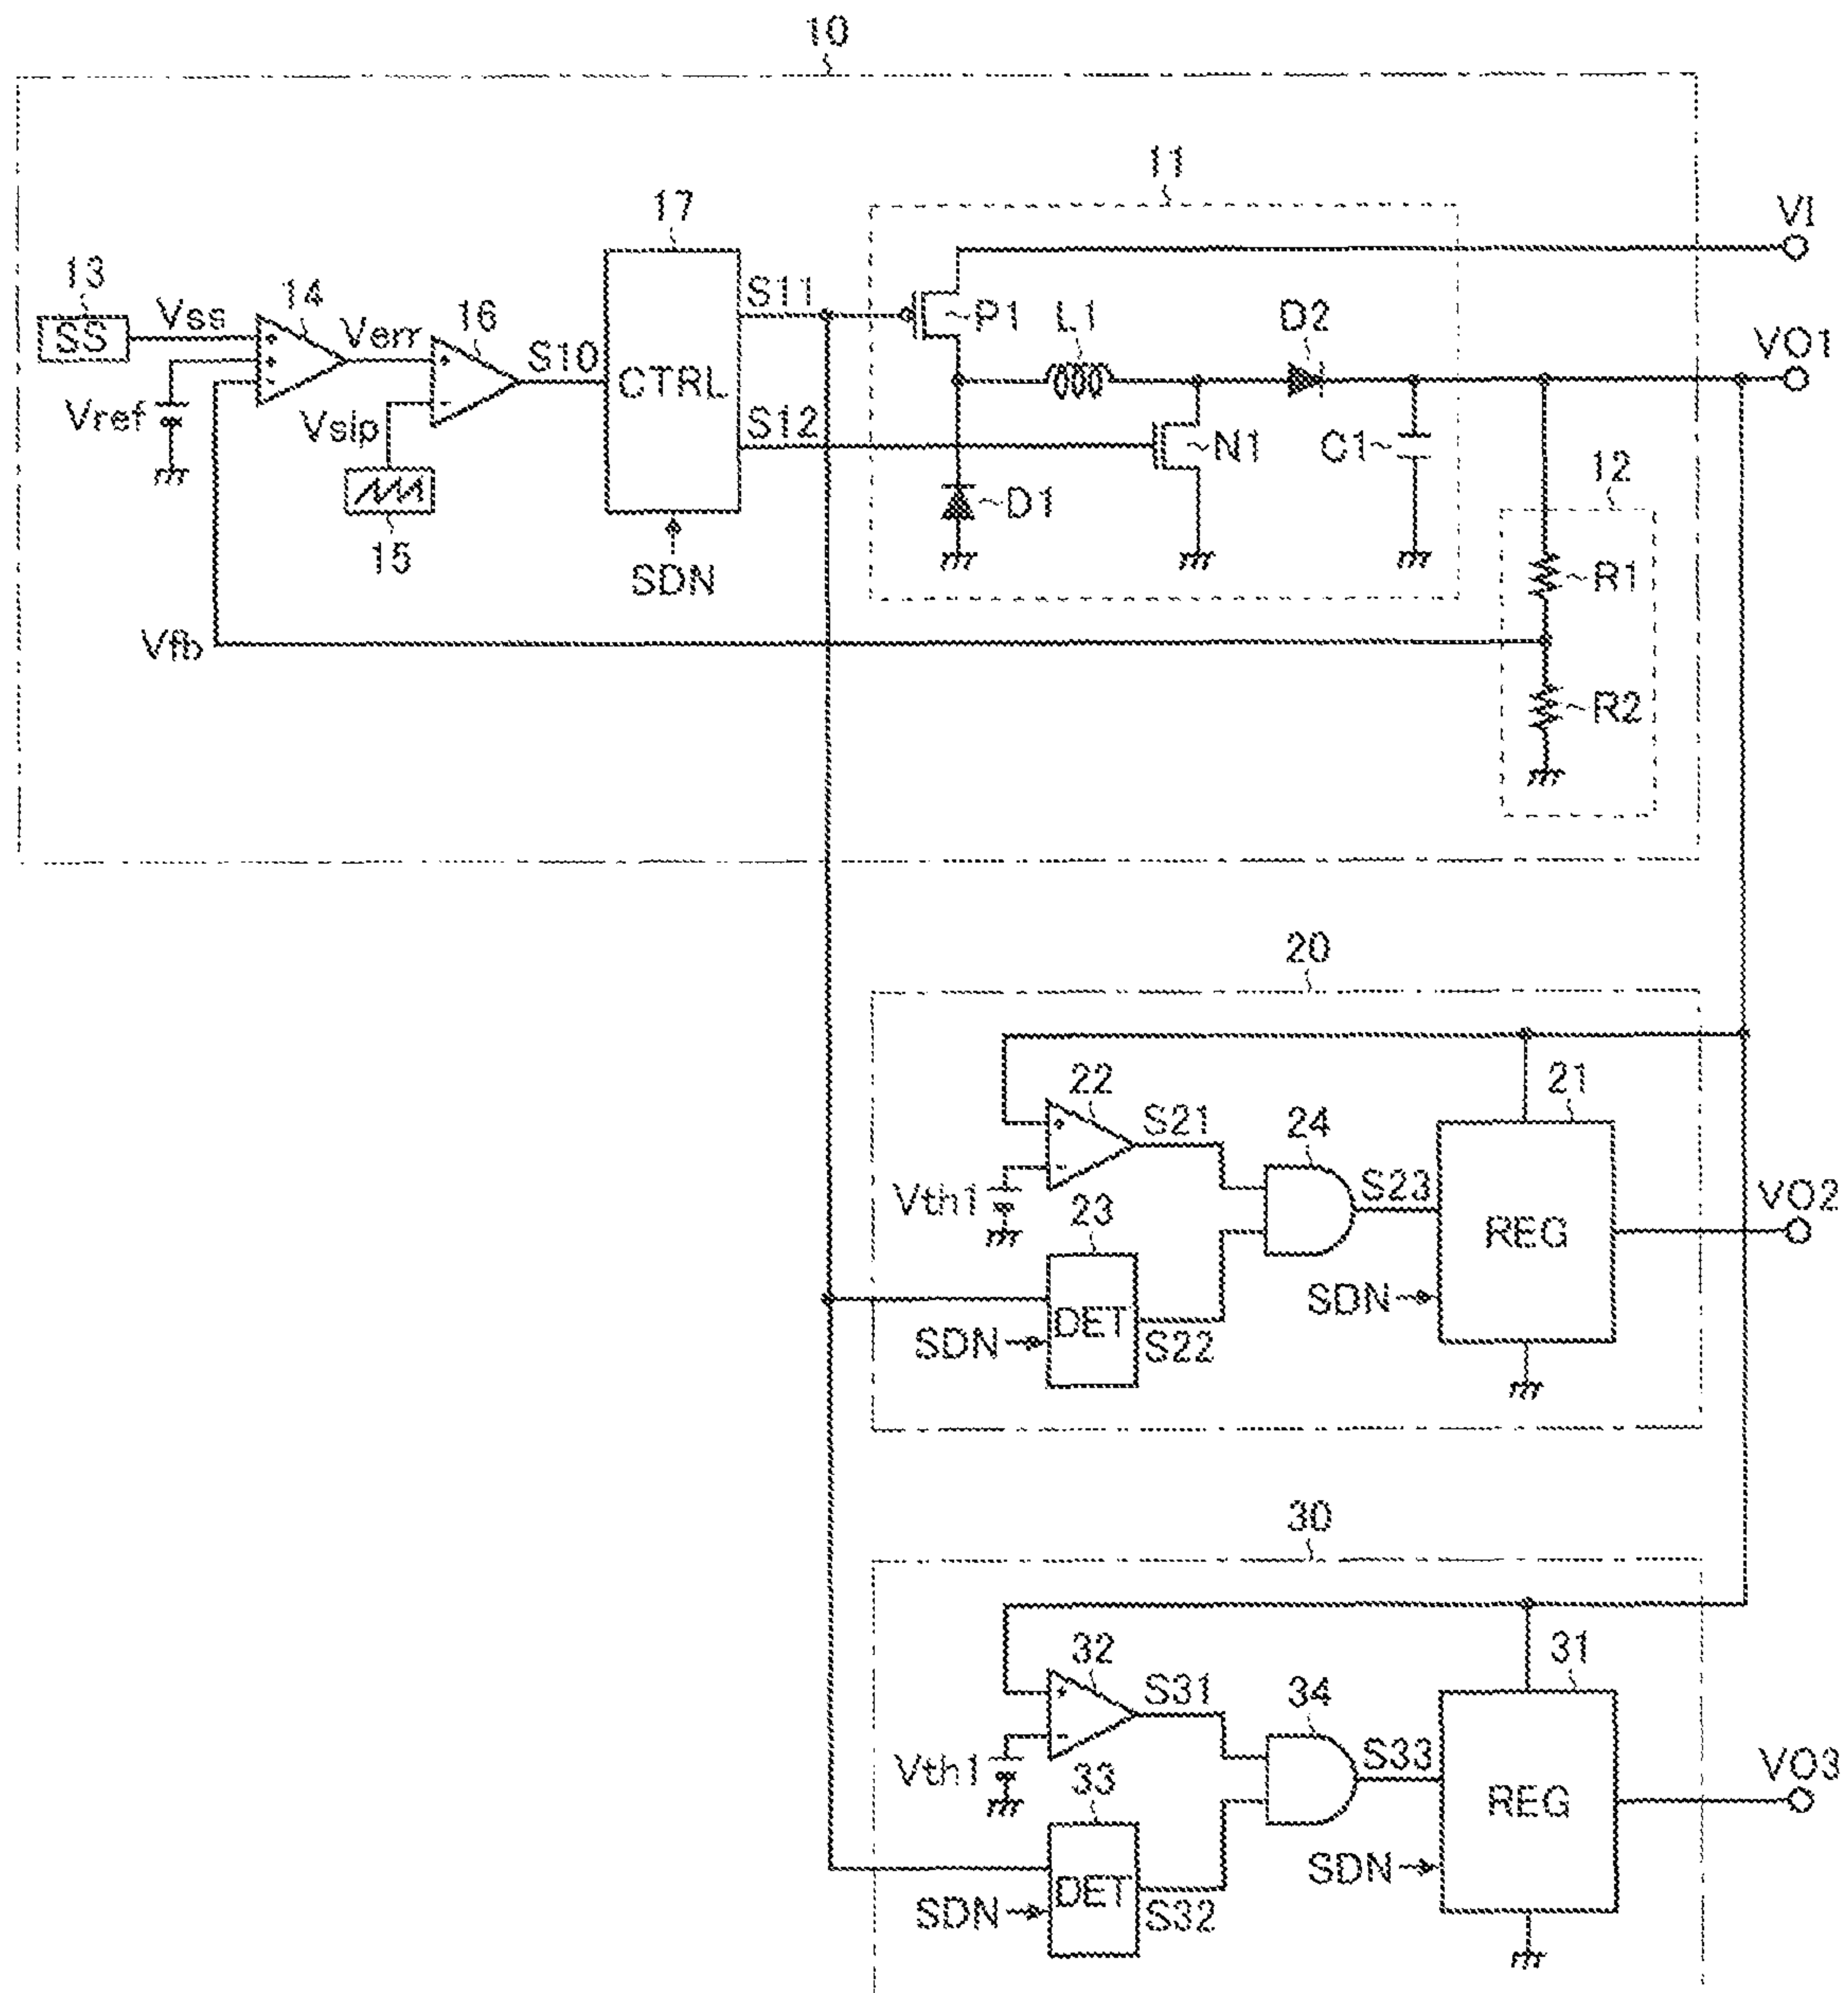 10
11
17
VI
13
SS
Vss
14
Verr
16
S10
CTRL
S11
P1
L1
D2
VO1
Vref
Vslp
15
SDN
S12
N1
C1
D1
12
R1
Vfb
R2
20
22
S21
24
21
Vth1
23
S23
REG
VO2
SDN
DET
S22
SDN
30
32
S31
34
31
Vth1
33
S33
REG
VO3
SDN
DET
S32
SDN